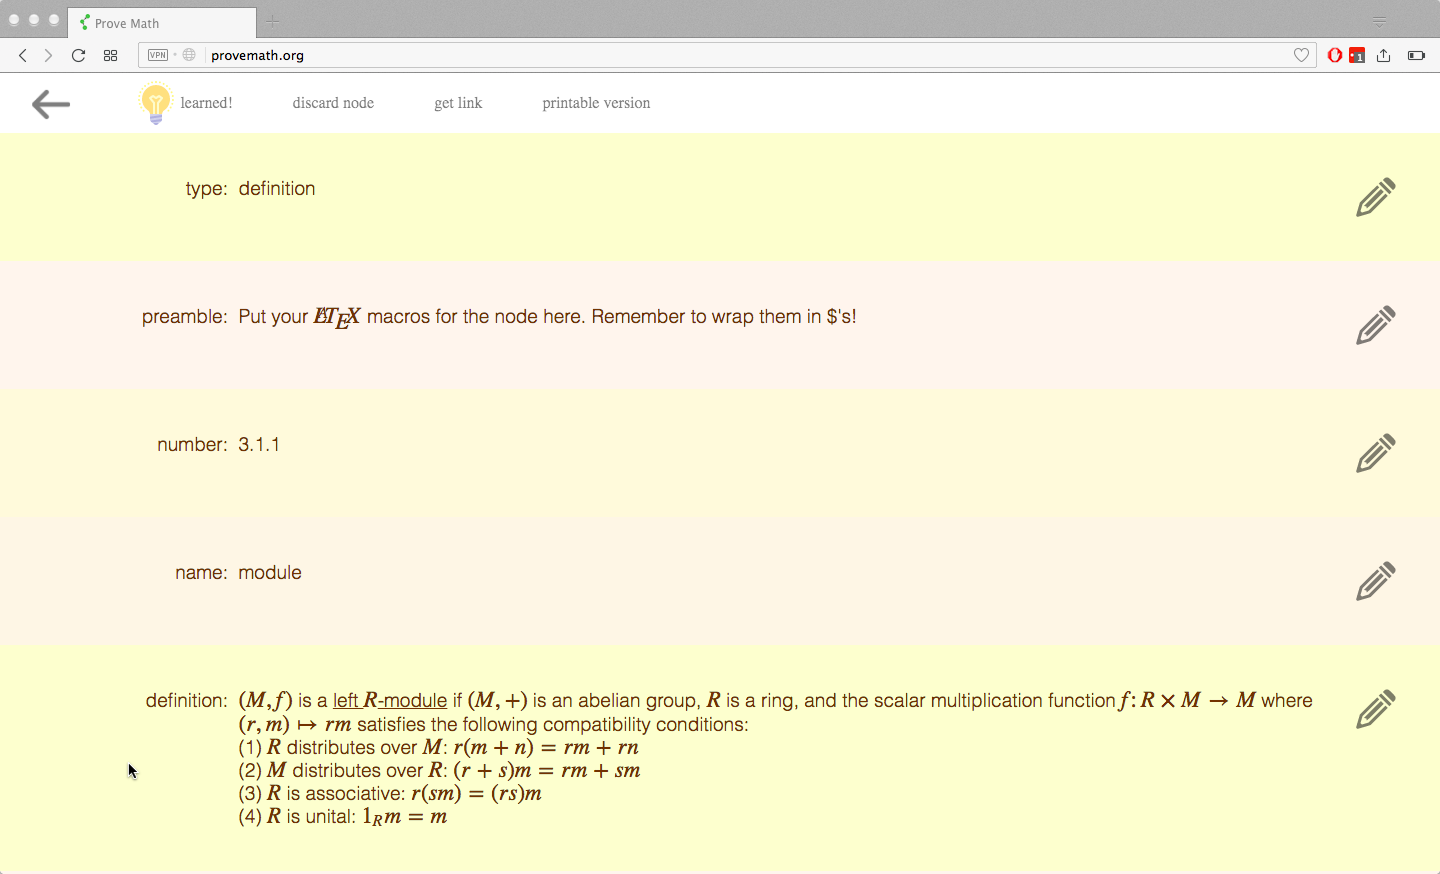 Prove Math
VPN provemath.org 1
learned! discard node get link printable version
type: definition
preamble: Put your LATEX macros for the node here. Remember to wrap them in $'s!
number: 3.1.1
name: module
definition: (M, f) is a left R-module if (M, +) is an abelian group, R is a ring, and the scalar multiplication function f: R × M → M where
(r, m) ↦ rm satisfies the following compatibility conditions:
(1) R distributes over M: r(m + n) = rm + rn
(2) M distributes over R: (r + s)m = rm + sm
(3) R is associative: r(sm) = (rs)m
(4) R is unital: 1_R m = m